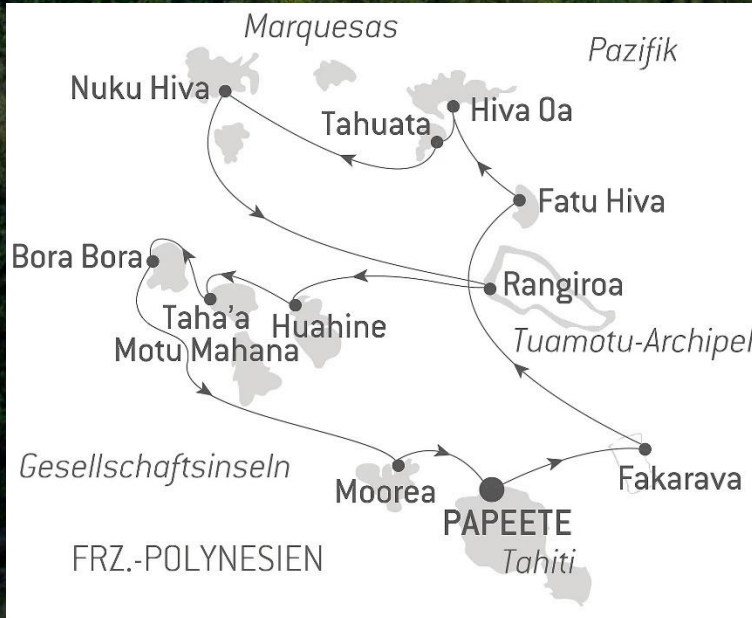 Marquesas
Pazifik
Nuku Hiva
Hiva Oa
Tahuata
Fatu Hiva
Bora Bora
Rangiroa
Taha'a
Huahine
Motu Mahana
Tuamotu-Archipel
Gesellschaftsinseln
Moorea
Fakarava
PAPEETE
Tahiti
FRZ.-POLYNESIEN